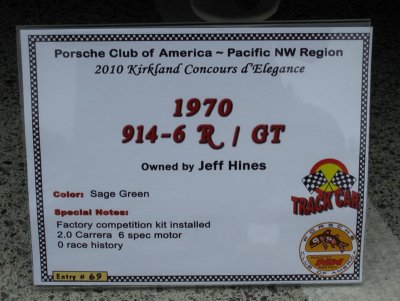 Porsche Club of America ~ Pacific NW Region
2010 Kirkland Concours d'Elegance
1970
914-6 R / GT
Owned by Jeff Hines
Color: Sage Green
Special Notes:
Factory competition kit installed
2.0 Carrera 6 spec motor
0 race history
TRACK CAR
PORSCHE
Entry # 69